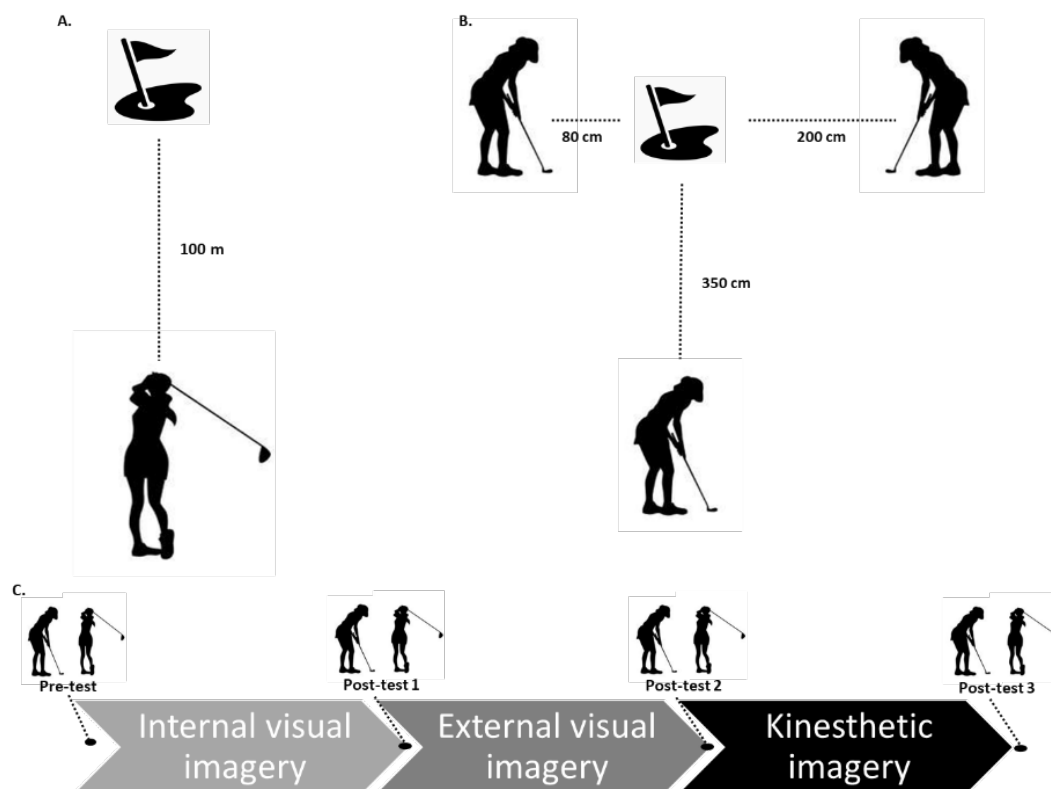 A.
B.
80 cm
200 cm
100 m
350 cm
C.
Pre-test
Post-test 1
Post-test 2
Post-test 3
Internal visual
imagery
External visual
imagery
Kinesthetic
imagery